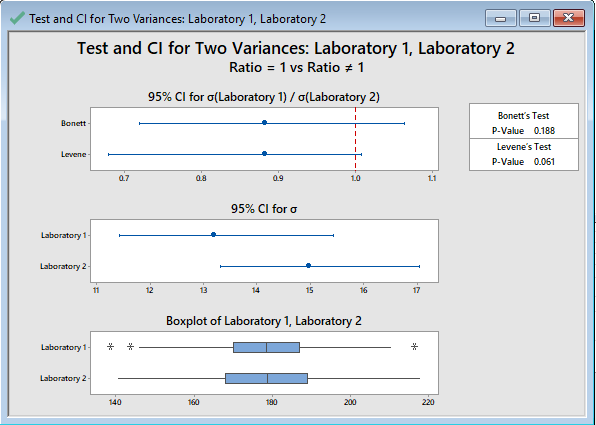 Test and CI for Two Variances: Laboratory 1, Laboratory 2
Test and CI for Two Variances: Laboratory 1, Laboratory 2
Ratio = 1 vs Ratio ≠ 1
95% CI for σ(Laboratory 1) / σ(Laboratory 2)
Bonett
Levene
0.7 0.8 0.9 1.0 1.1
Bonett's Test
P-Value 0.188
Levene's Test
P-Value 0.061
95% CI for σ
Laboratory 1
Laboratory 2
11 12 13 14 15 16 17
Boxplot of Laboratory 1, Laboratory 2
Laboratory 1
Laboratory 2
140 160 180 200 220